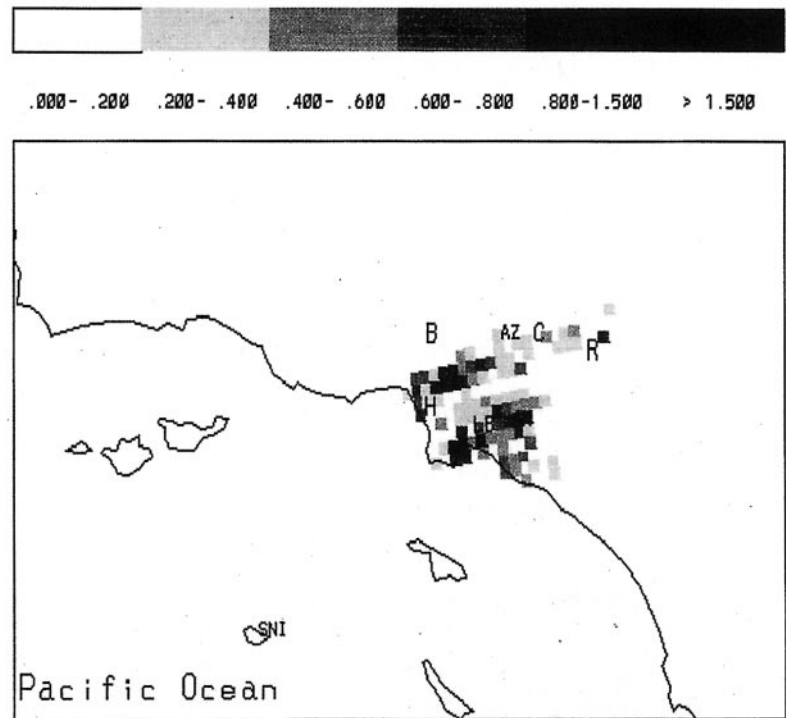 .000- .200 .200- .400 .400- .600 .600- .800 .800-1.500 > 1.500
B AZ C
R
H
LB
SNI
Pacific Ocean